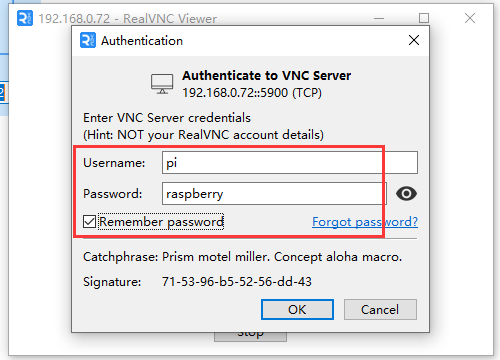 192.168.0.72 - RealVNC Viewer
Authentication
Authenticate to VNC Server
192.168.0.72::5900 (TCP)
Enter VNC Server credentials
(Hint: NOT your RealVNC account details)
Username: pi
Password: raspberry
Remember password Forgot password?
Catchphrase: Prism motel miller. Concept aloha macro.
Signature: 71-53-96-b5-52-56-dd-43
OK Cancel
Stop